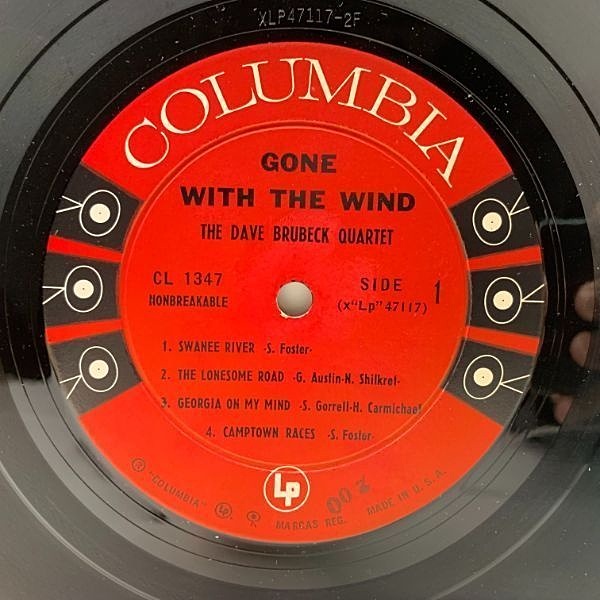 XLP47117-2F
COLUMBIA
GONE
WITH THE WIND
THE DAVE BRUBECK QUARTET
CL 1347
NONBREAKABLE
SIDE 1
(x"Lp"47117)
1. SWANEE RIVER -S. Foster-
2. THE LONESOME ROAD -G. Austin-N. Shilkret-
3. GEORGIA ON MY MIND -S. Gorrell-H. Carmichael
4. CAMPTOWN RACES -S. Foster-
Lp
® "COLUMBIA" Lp MARCAS REG. MADE IN U.S.A.